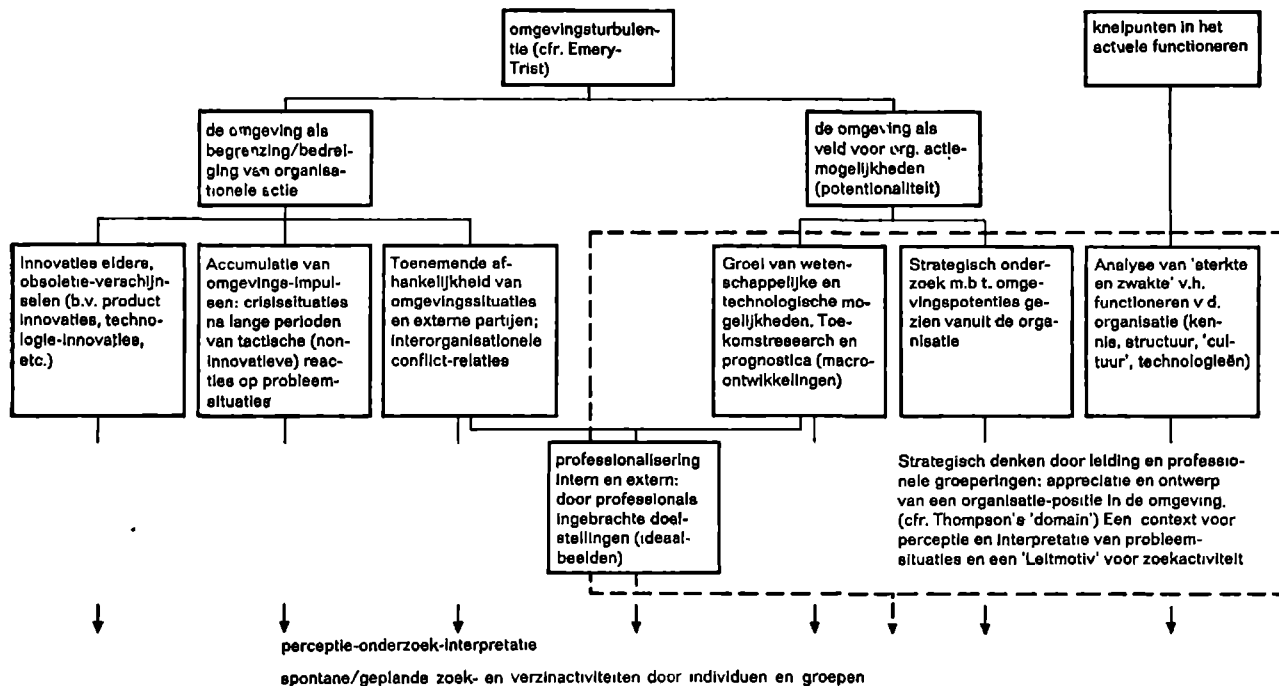 omgevingsturbulen-
tie (cfr. Emery-
Trist)
knelpunten in het
actuele functioneren
de omgeving als
begrenzing/bedrei-
ging van organisa-
tionele actie
de omgeving als
veld voor org. actie-
mogelijkheden
(potentionaliteit)
Innovaties elders,
obsoletie-verschijn-
selen (b.v. product
innovaties, techno-
logie-innovaties,
etc.)
Accumulatie van
omgevings-impul-
sen: crisissituaties
na lange perioden
van tactische (non-
innovatieve) reac-
ties op probleem-
situaties
Toenemende af-
hankelijkheid van
omgevingssituaties
en externe partijen;
interorganisationele
conflict-relaties
Groei van weten-
schappelijke en
technologische mo-
gelijkheden. Toe-
komstresearch en
prognostica (macro-
ontwikkelingen)
Strategisch onder-
zoek m.b t. omge-
vingspotenties ge-
zien vanuit de orga-
nisatie
Analyse van 'sterkte
en zwakte' v.h.
functioneren v d.
organisatie (ken-
nis, structuur, 'cul-
tuur', technologieën)
professionalisering
intern en extern:
door professionals
ingebrachte doel-
stellingen (ideaal-
beelden)
Strategisch denken door leiding en professio-
nele groeperingen: appreciatie en ontwerp
van een organisatie-positie in de omgeving.
(cfr. Thompson's 'domain') Een context voor
perceptie en interpretatie van probleem-
situaties en een 'Leitmotiv' voor zoekactiviteit
perceptie-onderzoek-interpretatie
spontane/geplande zoek- en verzinactiviteiten door individuen en groepen